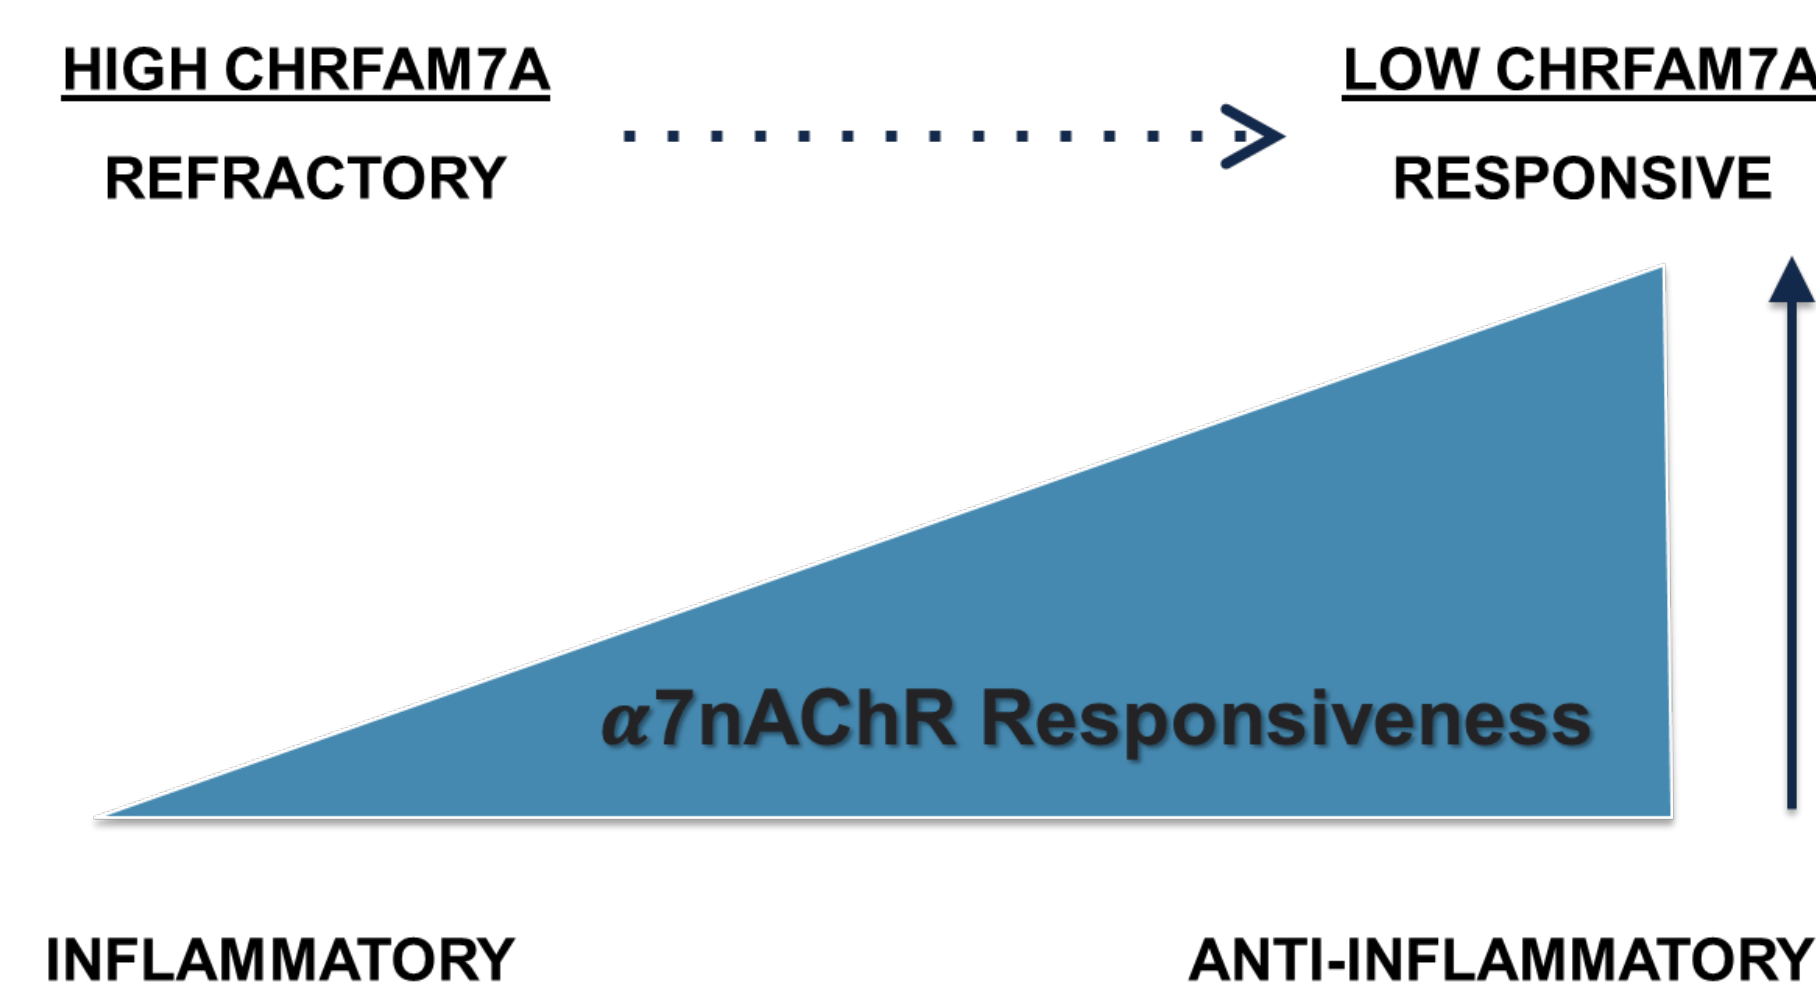 HIGH CHRFAM7A
LOW CHRFAM7A
REFRACTORY
RESPONSIVE
α7nAChR Responsiveness
INFLAMMATORY
ANTI-INFLAMMATORY